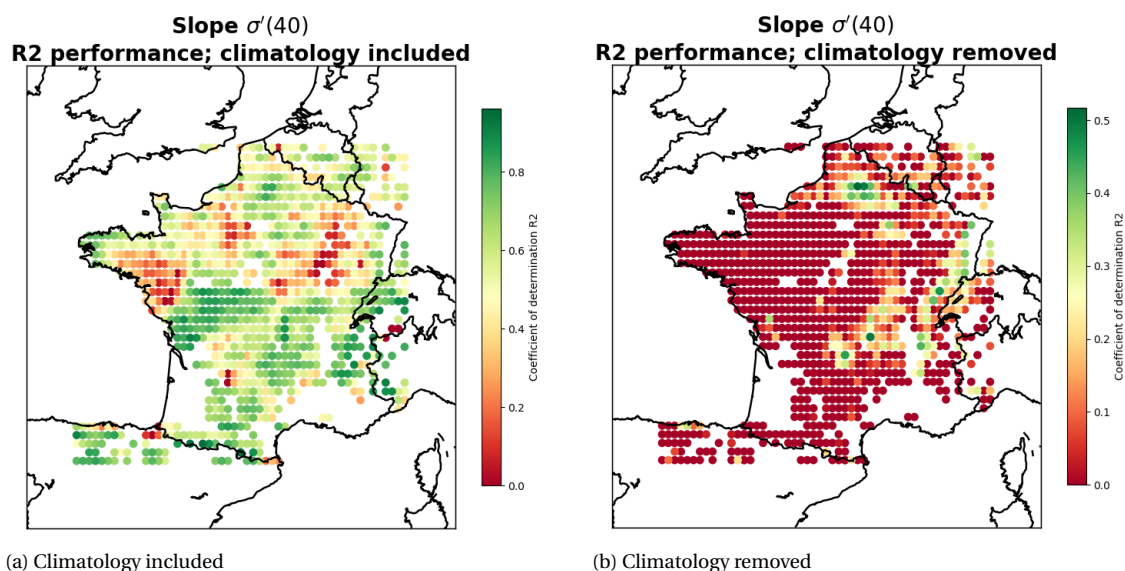 Slope σ′(40)
R2 performance; climatology included
0.8
0.6
0.4
0.2
0.0
Coefficient of determination R2
(a) Climatology included
Slope σ′(40)
R2 performance; climatology removed
0.5
0.4
0.3
0.2
0.1
0.0
Coefficient of determination R2
(b) Climatology removed